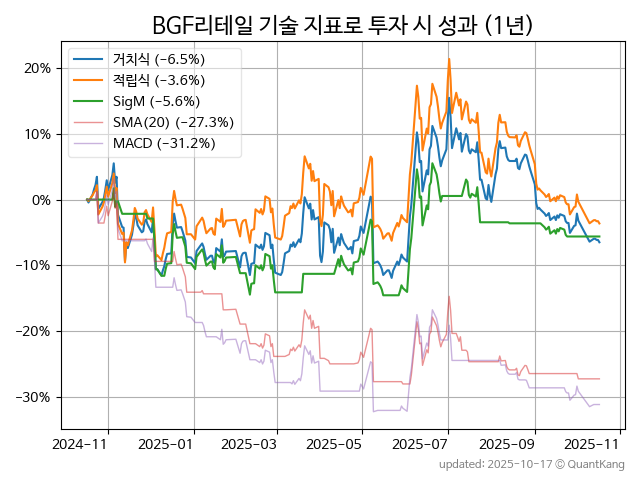 BGF리테일 기술 지표로 투자 시 성과 (1년)
거치식 (−6.5%)
적립식 (−3.6%)
SigM (−5.6%)
SMA(20) (−27.3%)
MACD (−31.2%)
20%
10%
0%
−10%
−20%
−30%
2024-11 2025-01 2025-03 2025-05 2025-07 2025-09 2025-11
updated: 2025-10-17 © QuantKang